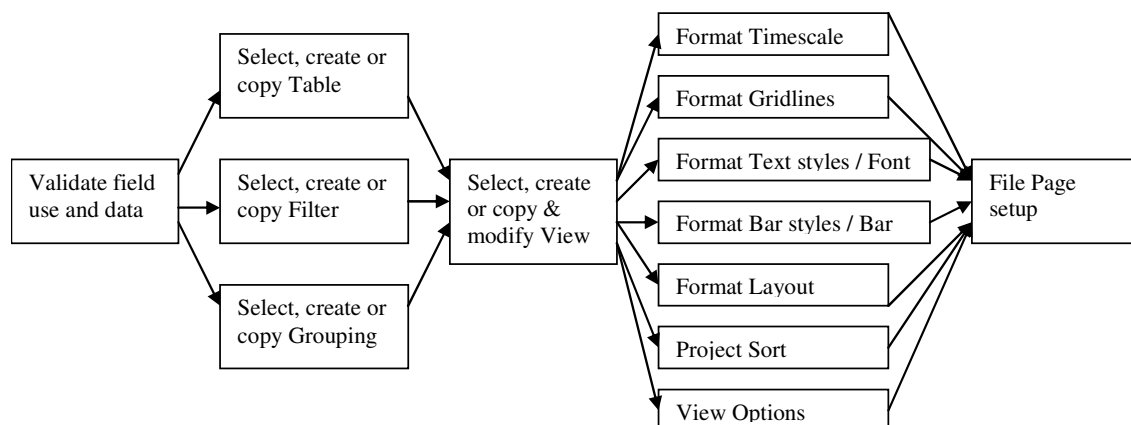 Validate field
use and data
Select, create or
copy Table
Select, create or
copy Filter
Select, create or
copy Grouping
Select, create
or copy &
modify View
Format Timescale
Format Gridlines
Format Text styles / Font
Format Bar styles / Bar
Format Layout
Project Sort
View Options
File Page
setup